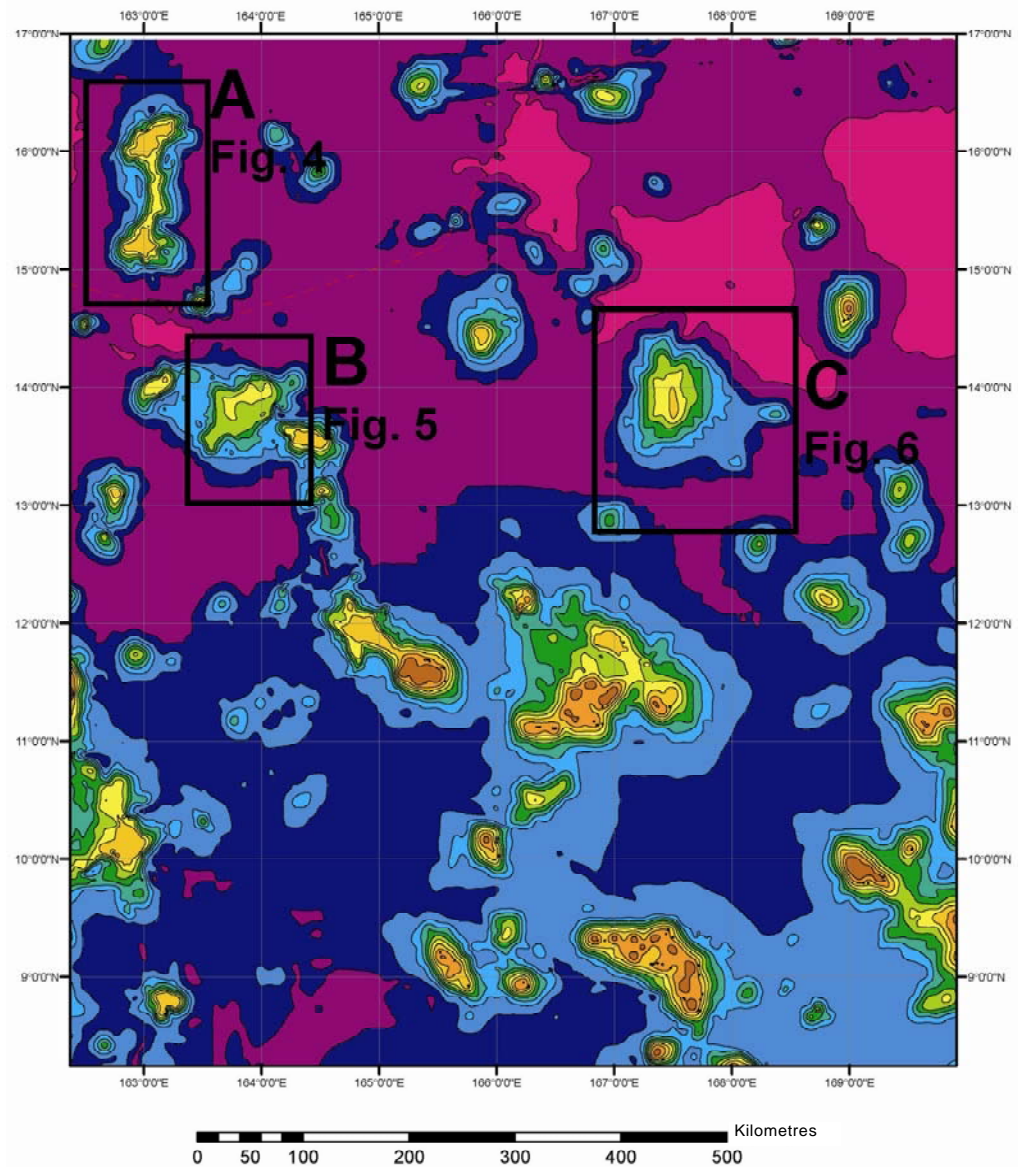 163°0'0"E 164°0'0"E 165°0'0"E 166°0'0"E 167°0'0"E 168°0'0"E 169°0'0"E
17°0'0"N 17°0'0"N
A
Fig. 4
16°0'0"N 16°0'0"N
15°0'0"N 15°0'0"N
B
Fig. 5
14°0'0"N 14°0'0"N
C
Fig. 6
13°0'0"N 13°0'0"N
12°0'0"N 12°0'0"N
11°0'0"N 11°0'0"N
10°0'0"N 10°0'0"N
9°0'0"N 9°0'0"N
163°0'0"E 164°0'0"E 165°0'0"E 166°0'0"E 167°0'0"E 168°0'0"E 169°0'0"E
Kilometres
0 50 100 200 300 400 500